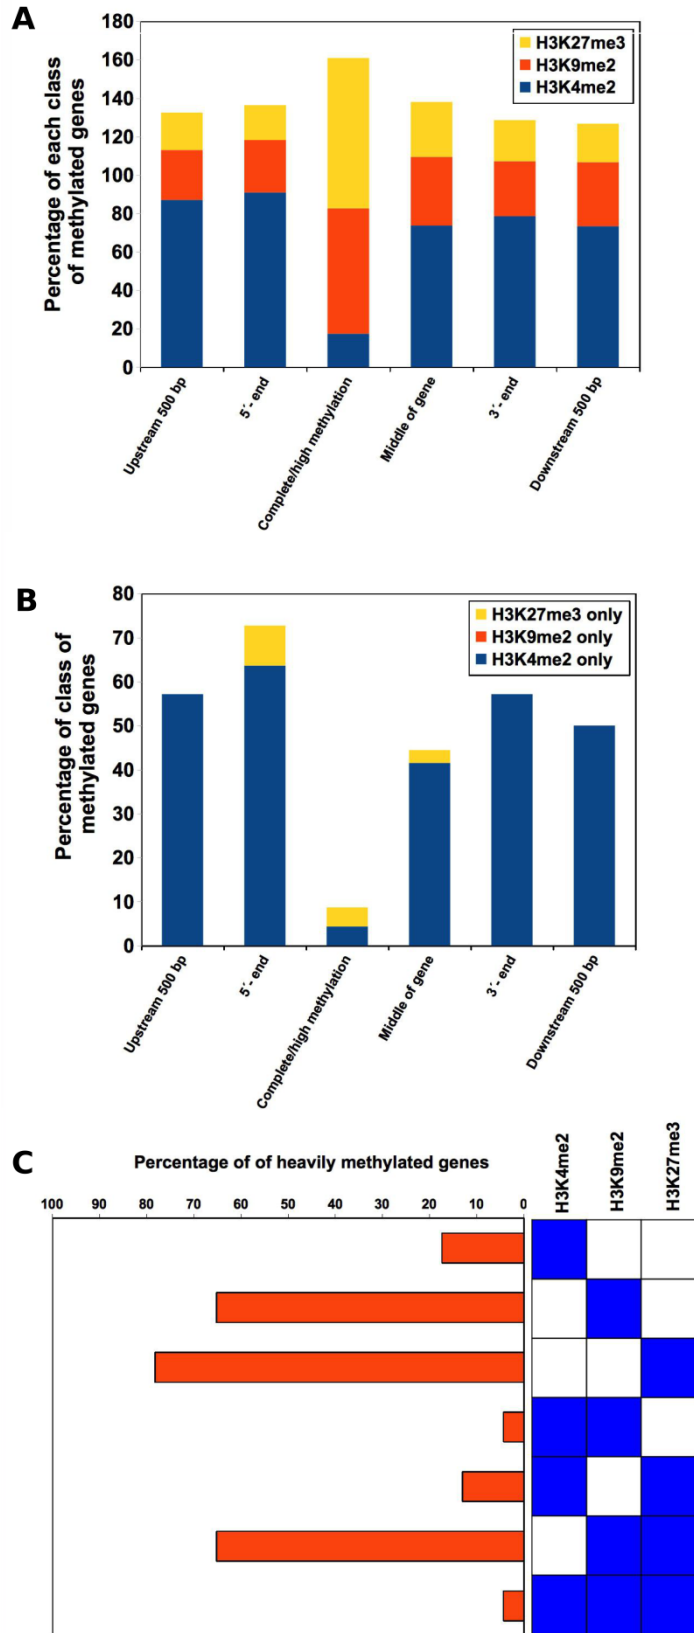 A
Percentage of each class
of methylated genes
180
160
140
120
100
80
60
40
20
0
H3K27me3
H3K9me2
H3K4me2
Upstream 500 bp
5´- end
Complete/high methylation
Middle of gene
3´- end
Downstream 500 bp
B
Percentage of class of
methylated genes
80
70
60
50
40
30
20
10
0
H3K27me3 only
H3K9me2 only
H3K4me2 only
Upstream 500 bp
5´- end
Complete/high methylation
Middle of gene
3´- end
Downstream 500 bp
C
Percentage of of heavily methylated genes
100 90 80 70 60 50 40 30 20 10 0
H3K4me2
H3K9me2
H3K27me3